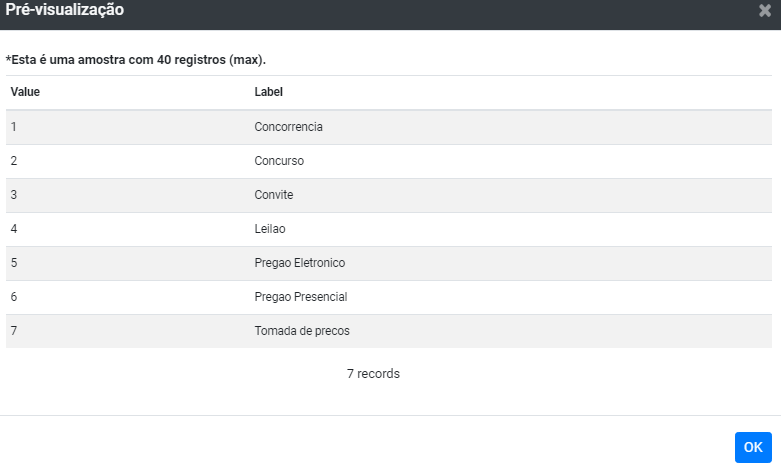 Pré-visualização
*Esta é uma amostra com 40 registros (max).
Value Label
1 Concorrencia
2 Concurso
3 Convite
4 Leilao
5 Pregao Eletronico
6 Pregao Presencial
7 Tomada de precos
7 records
OK